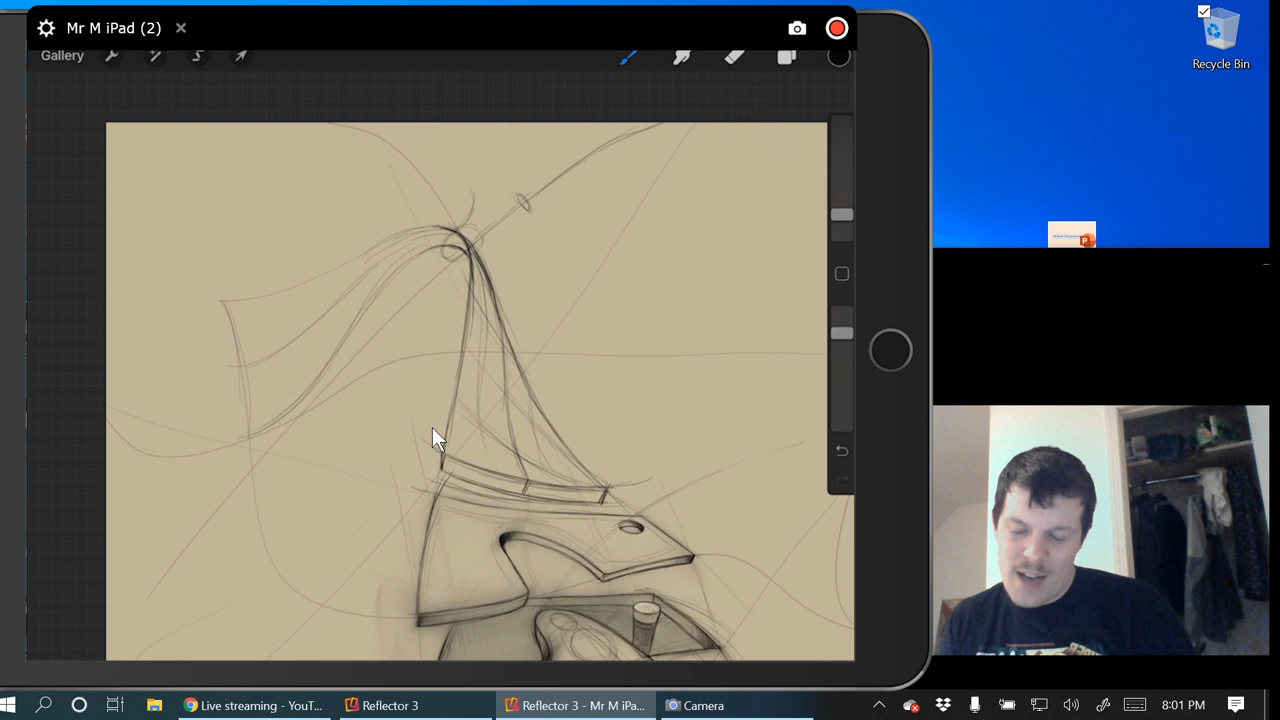 Mr M iPad (2)
Gallery
Recycle Bin
Live streaming - YouT...
Reflector 3
Reflector 3 - Mr M iPa...
Camera
8:01 PM